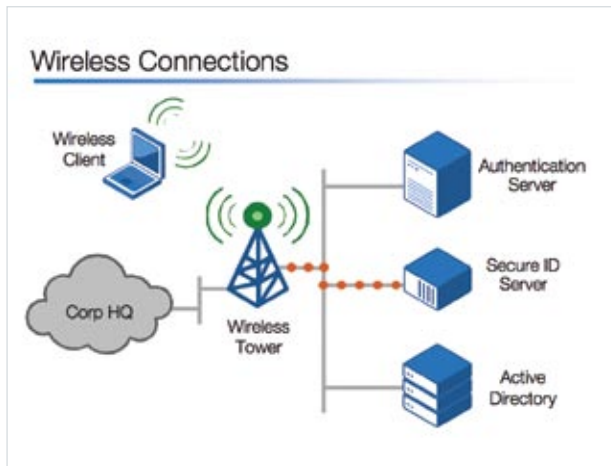 Wireless Connections
Wireless
Client
Authentication
Server
Secure ID
Server
Corp HQ
Wireless
Tower
Active
Directory